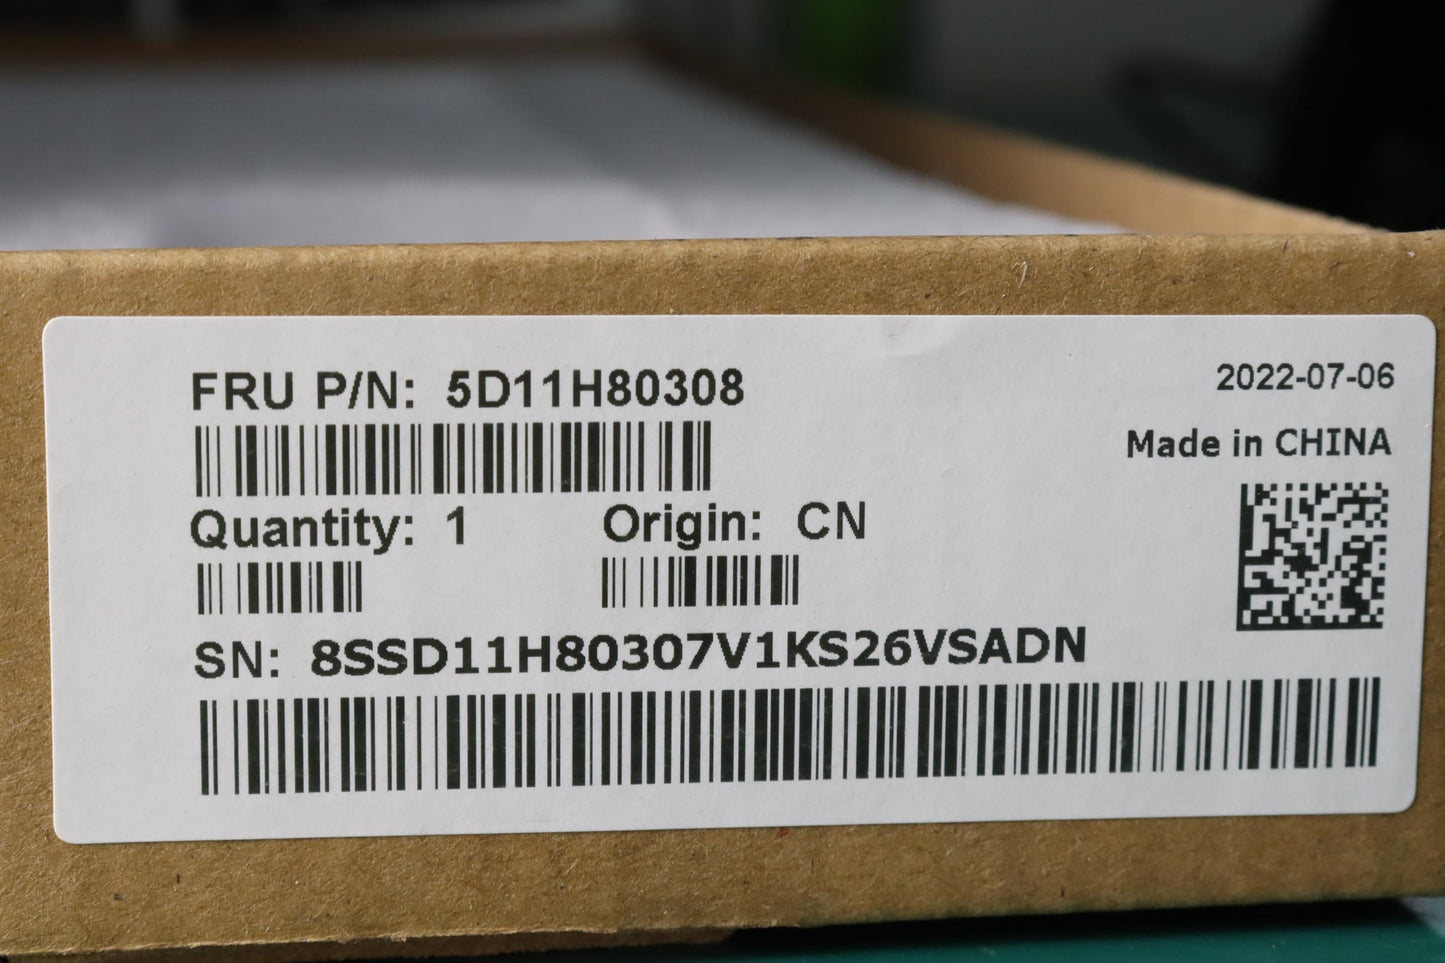 FRU P/N: 5D11H80308
2022-07-06
Made in CHINA
Quantity: 1
Origin: CN
SN: 8SSD11H80307V1KS26VSADN